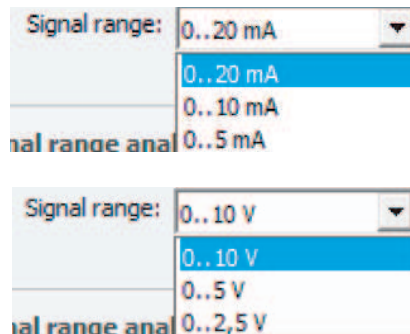 Signal range: 0..20 mA
0..20 mA
0..10 mA
nal range anal 0..5 mA
Signal range: 0..10 V
0..10 V
0..5 V
nal range anal 0..2,5 V